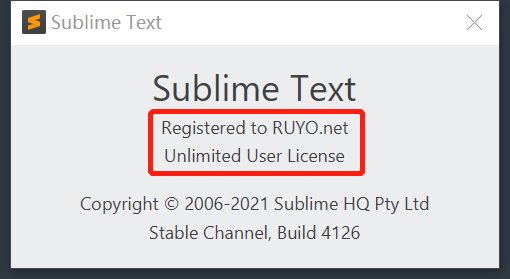 Sublime Text
Sublime Text
Registered to RUYO.net
Unlimited User License
Copyright © 2006-2021 Sublime HQ Pty Ltd
Stable Channel, Build 4126